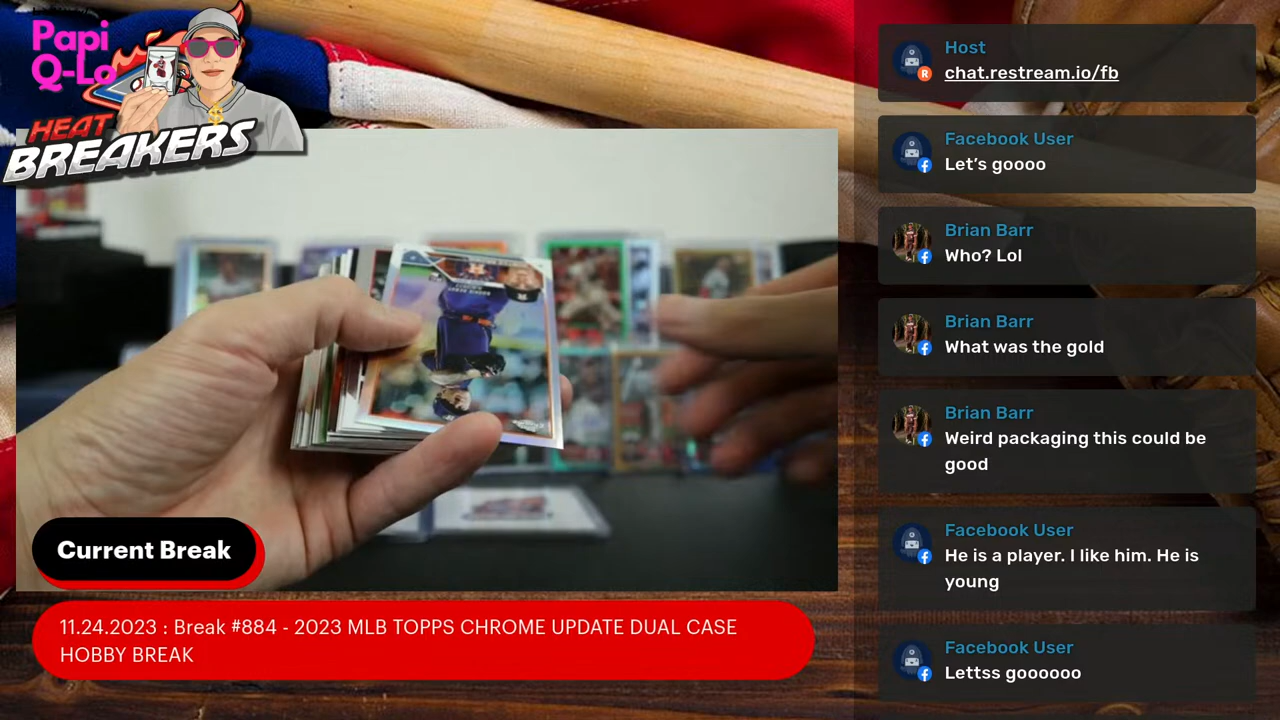 Papi
Q-Lo
HEAT
BREAKERS
Current Break
11.24.2023 : Break #884 - 2023 MLB TOPPS CHROME UPDATE DUAL CASE
HOBBY BREAK
Host
chat.restream.io/fb
Facebook User
Let’s goooo
Brian Barr
Who? Lol
Brian Barr
What was the gold
Brian Barr
Weird packaging this could be
good
Facebook User
He is a player. I like him. He is
young
Facebook User
Lettss goooooo